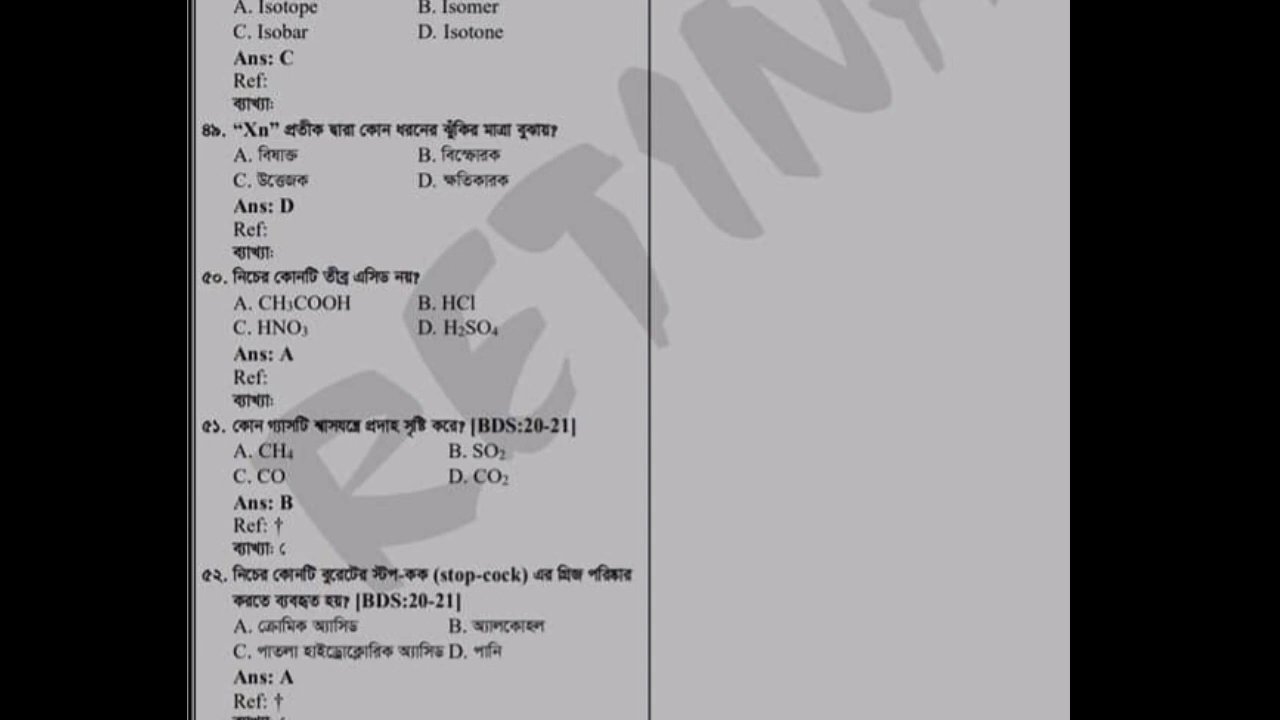 A. Isotope B. Isomer
C. Isobar D. Isotone
Ans: C
Ref:
ব্যাখ্যা:
৪৯. “Xn” প্রতীক দ্বারা কোন ধরনের ঝুঁকির মাত্রা বুঝায়?
A. বিষাক্ত B. বিস্ফোরক
C. উত্তেজক D. ক্ষতিকারক
Ans: D
Ref:
ব্যাখ্যা:
৫০. নিচের কোনটি তীব্র এসিড নয়?
A. CH₃COOH B. HCl
C. HNO₃ D. H₂SO₄
Ans: A
Ref:
ব্যাখ্যা:
৫১. কোন গ্যাসটি শ্বাসযন্ত্রে প্রদাহ সৃষ্টি করে? [BDS:20-21]
A. CH₄ B. SO₂
C. CO D. CO₂
Ans: B
Ref: †
ব্যাখ্যা: ৫
৫২. নিচের কোনটি বুরেটের স্টপ-কক (stop-cock) এর গ্রিজ পরিষ্কার
করতে ব্যবহৃত হয়? [BDS:20-21]
A. ক্রোমিক অ্যাসিড B. অ্যালকোহল
C. পাতলা হাইড্রোক্লোরিক অ্যাসিড D. পানি
Ans: A
Ref: †
RETINA